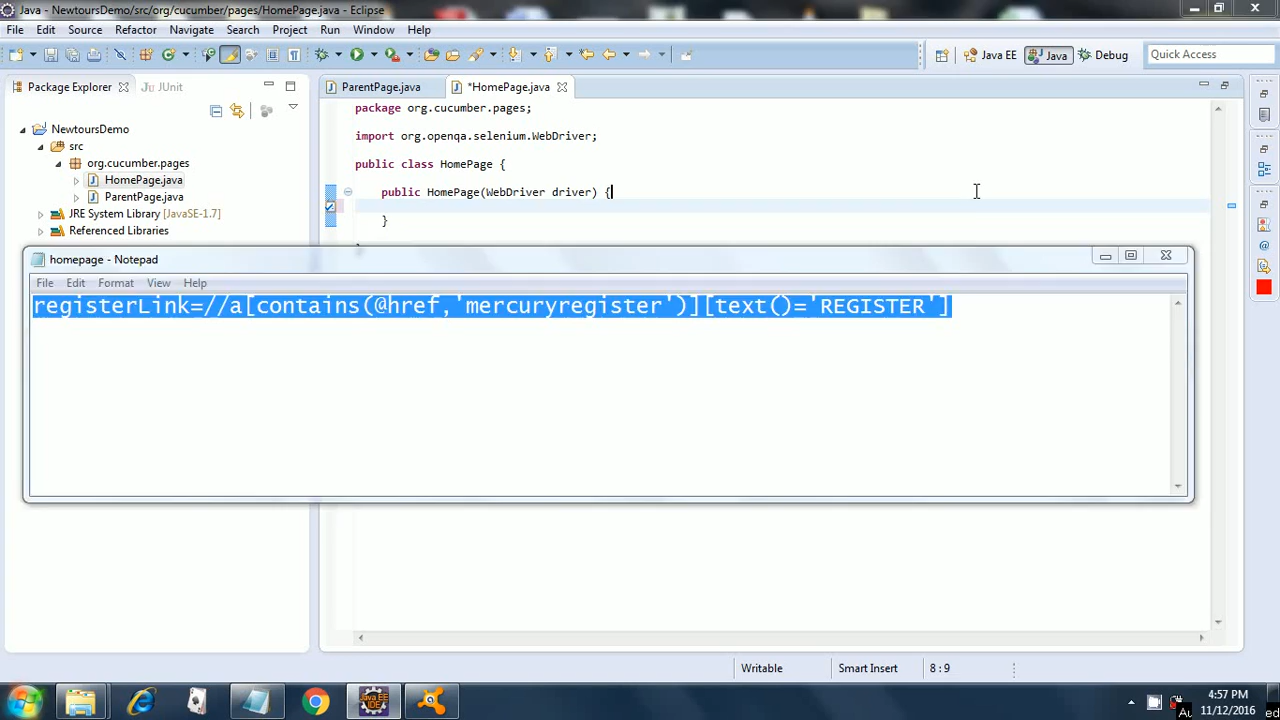 Java - NewtoursDemo/src/org/cucumber/pages/HomePage.java - Eclipse
File Edit Source Refactor Navigate Search Project Run Window Help
Java EE Java Debug Quick Access
Package Explorer JUnit
ParentPage.java *HomePage.java
NewtoursDemo
src
org.cucumber.pages
HomePage.java
ParentPage.java
JRE System Library [JavaSE-1.7]
Referenced Libraries
package org.cucumber.pages;
import org.openqa.selenium.WebDriver;
public class HomePage {
public HomePage(WebDriver driver) {
}
homepage - Notepad
File Edit Format View Help
registerLink=//a[contains(@href,'mercuryregister')][text()='REGISTER']
Writable Smart Insert 8:9
4:57 PM
11/12/2016